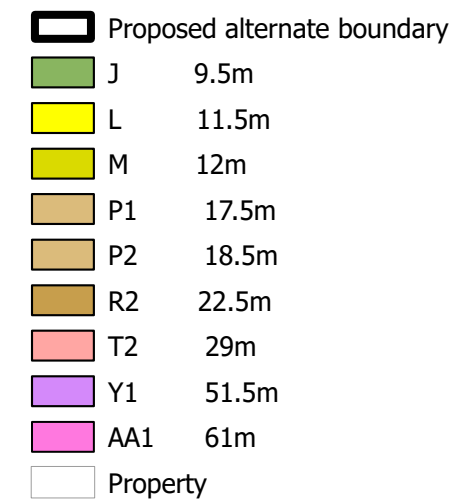 Proposed alternate boundary
J 9.5m
L 11.5m
M 12m
P1 17.5m
P2 18.5m
R2 22.5m
T2 29m
Y1 51.5m
AA1 61m
Property